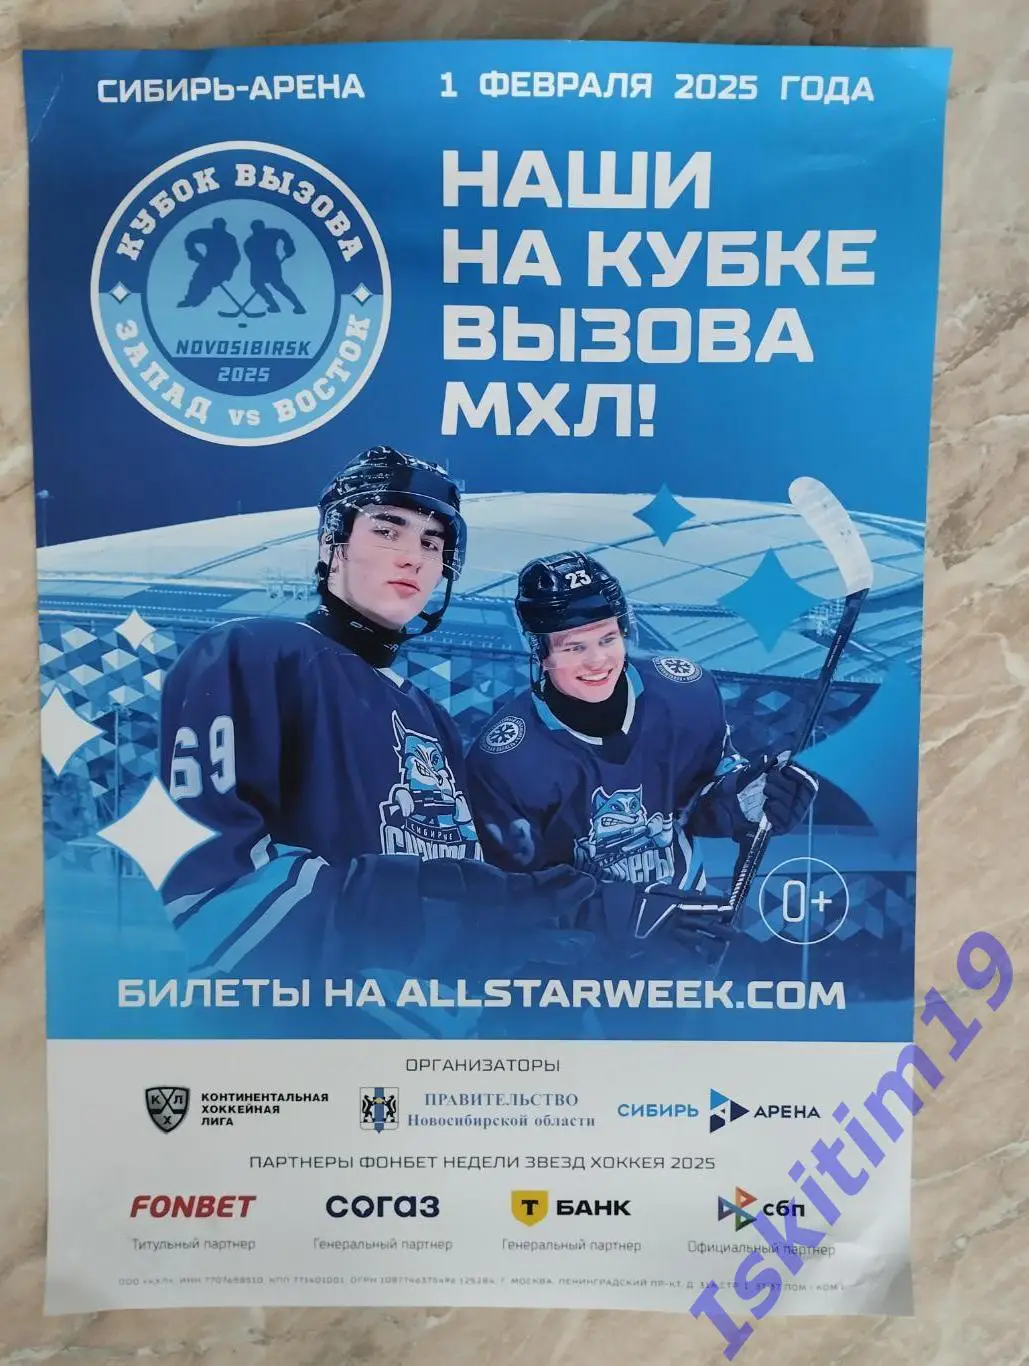 СИБИРЬ-АРЕНА 1 ФЕВРАЛЯ 2025 ГОДА
КУБОК ВЫЗОВА
NOVOSIBIRSK
2025
ЗАПАД vs ВОСТОК
НАШИ
НА КУБКЕ
ВЫЗОВА
МХЛ!
23
69
СИБИРСКИЕ
0+
БИЛЕТЫ НА ALLSTARWEEK.COM
ОРГАНИЗАТОРЫ
КХЛ
КОНТИНЕНТАЛЬНАЯ
ХОККЕЙНАЯ
ЛИГА
ПРАВИТЕЛЬСТВО
Новосибирской области
СИБИРЬ АРЕНА
ПАРТНЕРЫ ФОНБЕТ НЕДЕЛИ ЗВЕЗД ХОККЕЯ 2025
FONBET
Титульный партнер
СОГАЗ
Генеральный партнер
Т БАНК
Генеральный партнер
сбп
Официальный партнер
Iskitim19